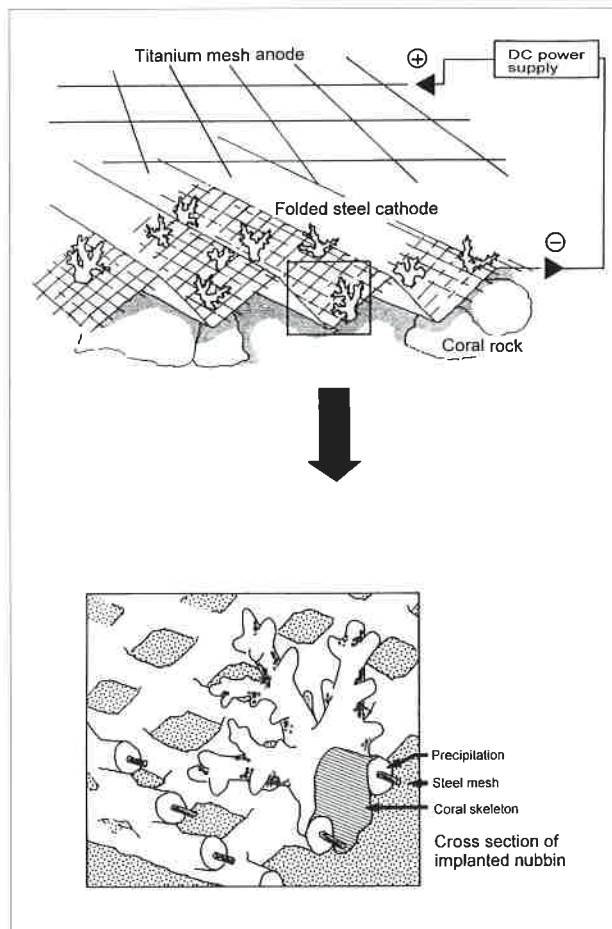 Titanium mesh anode
⊕
DC power
supply
Folded steel cathode
⊖
Coral rock
Precipitation
Steel mesh
Coral skeleton
Cross section of
implanted nubbin